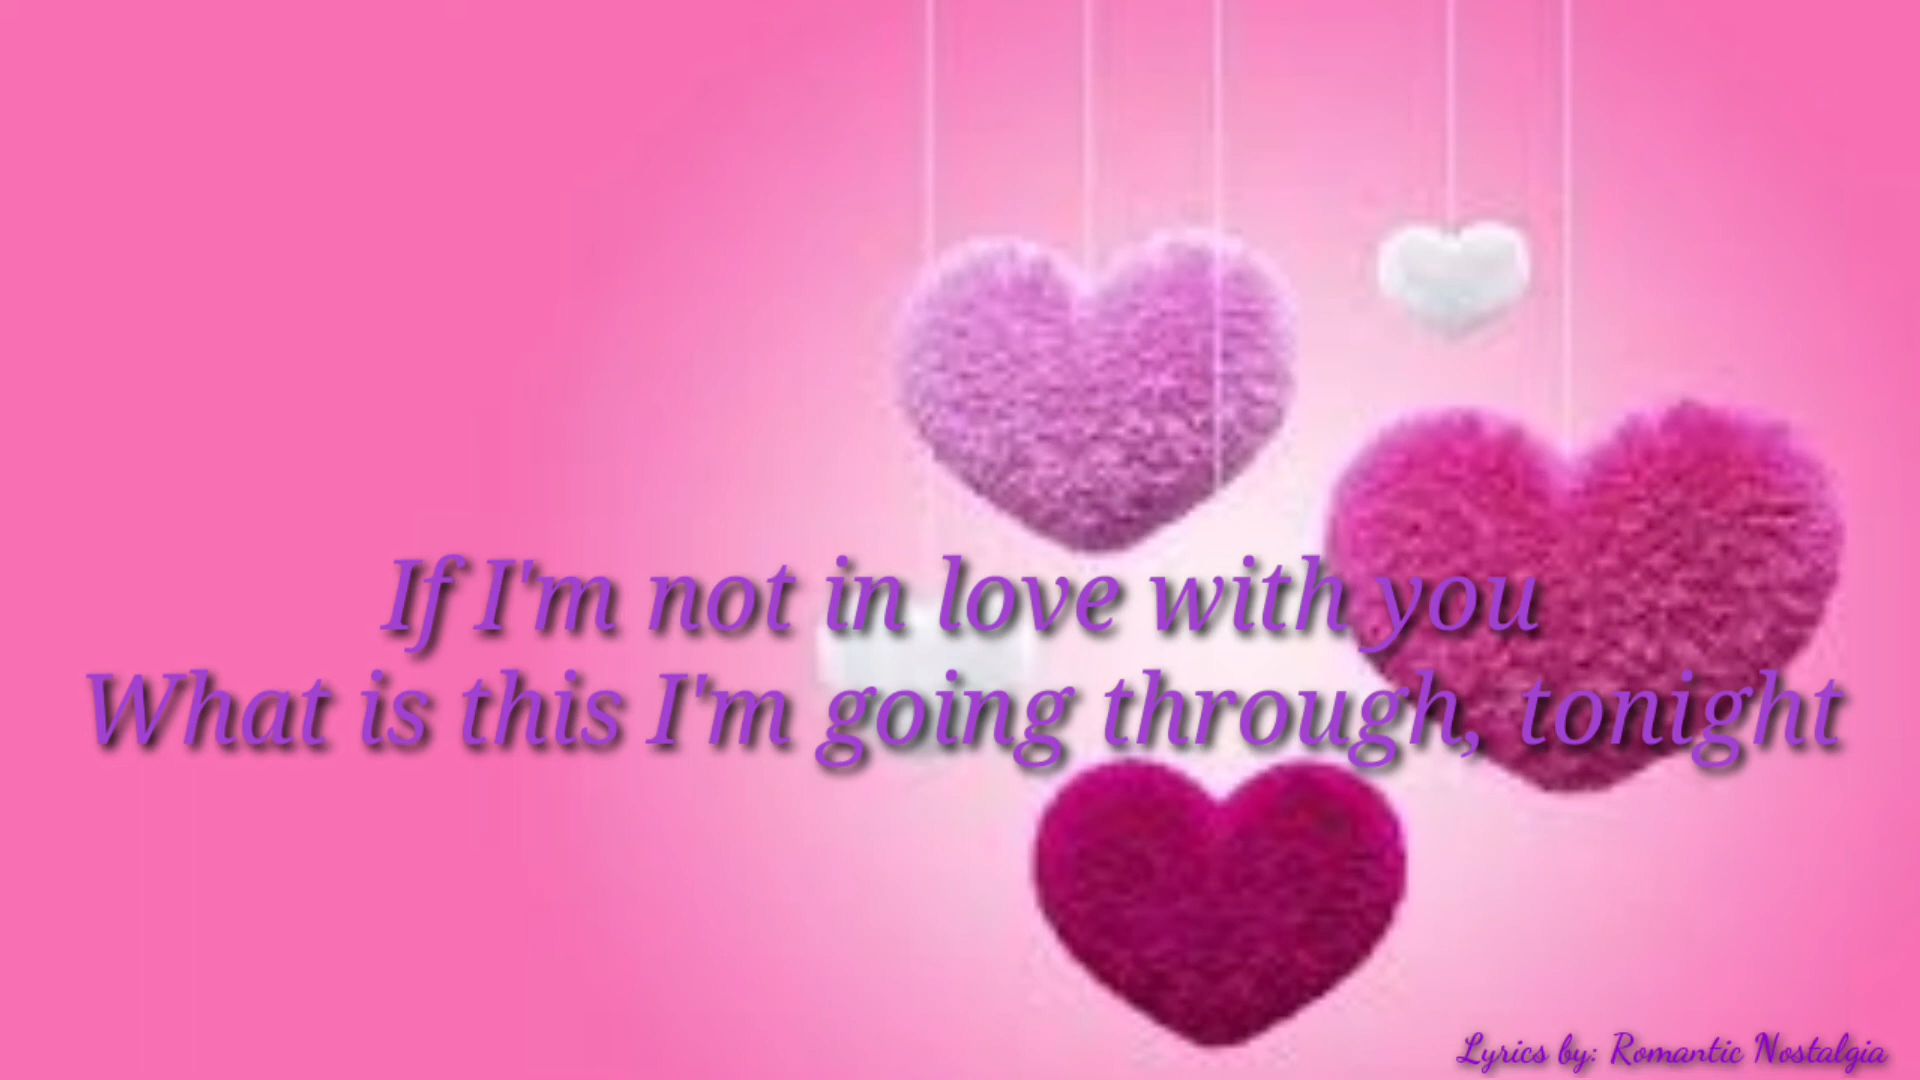 If I'm not in love with you
What is this I'm going through, tonight
Lyrics by: Romantic Nostalgia